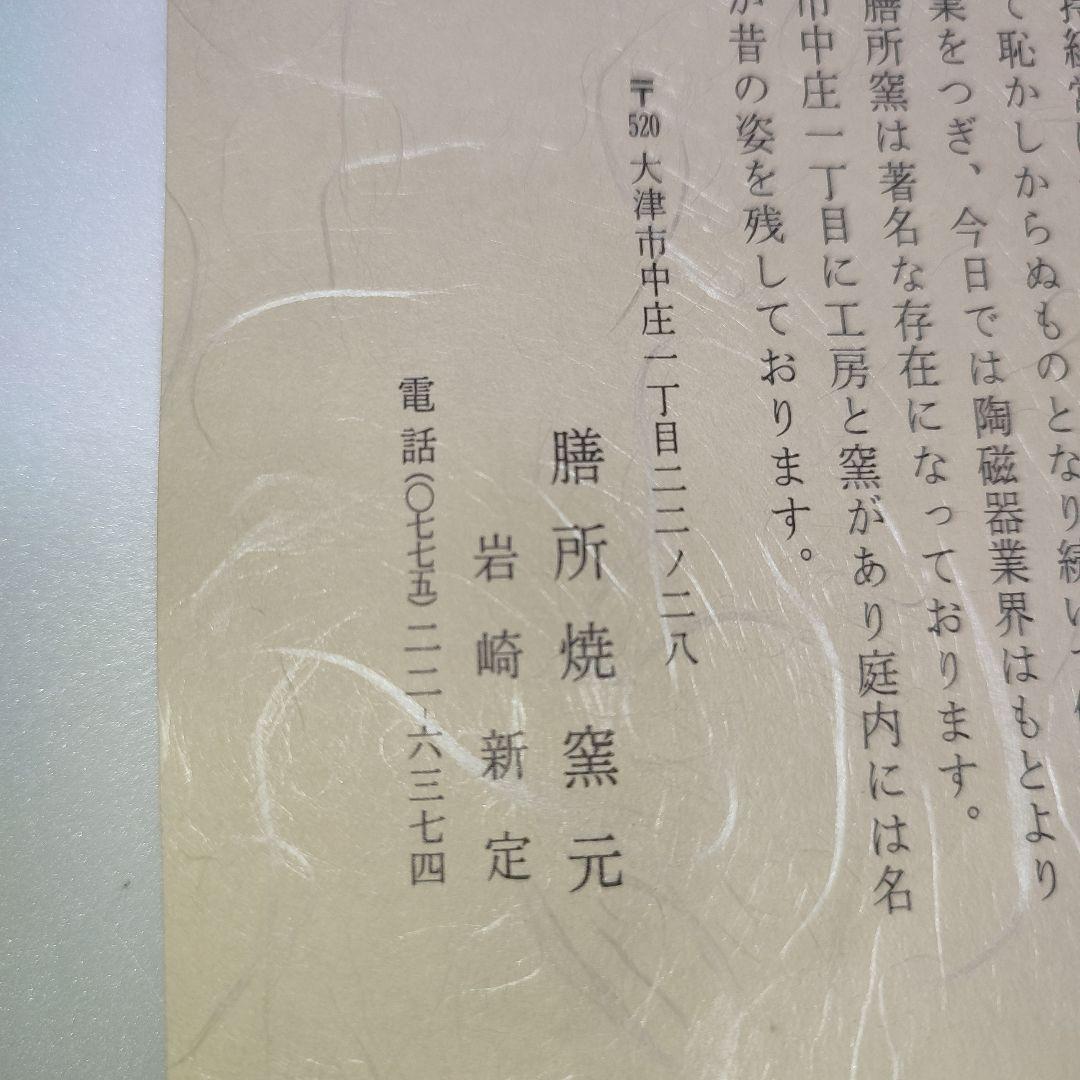 て恥かしからぬものとなり続い
業をつぎ、今日では陶磁器業界はもとより
膳所窯は著名な存在になっております。
市中庄一丁目に工房と窯があり庭内には名
が昔の姿を残しております。
〒520 大津市中庄一丁目二二ノ二八
膳所焼窯元
岩崎新定
電話(〇七七五)二二-六三七四